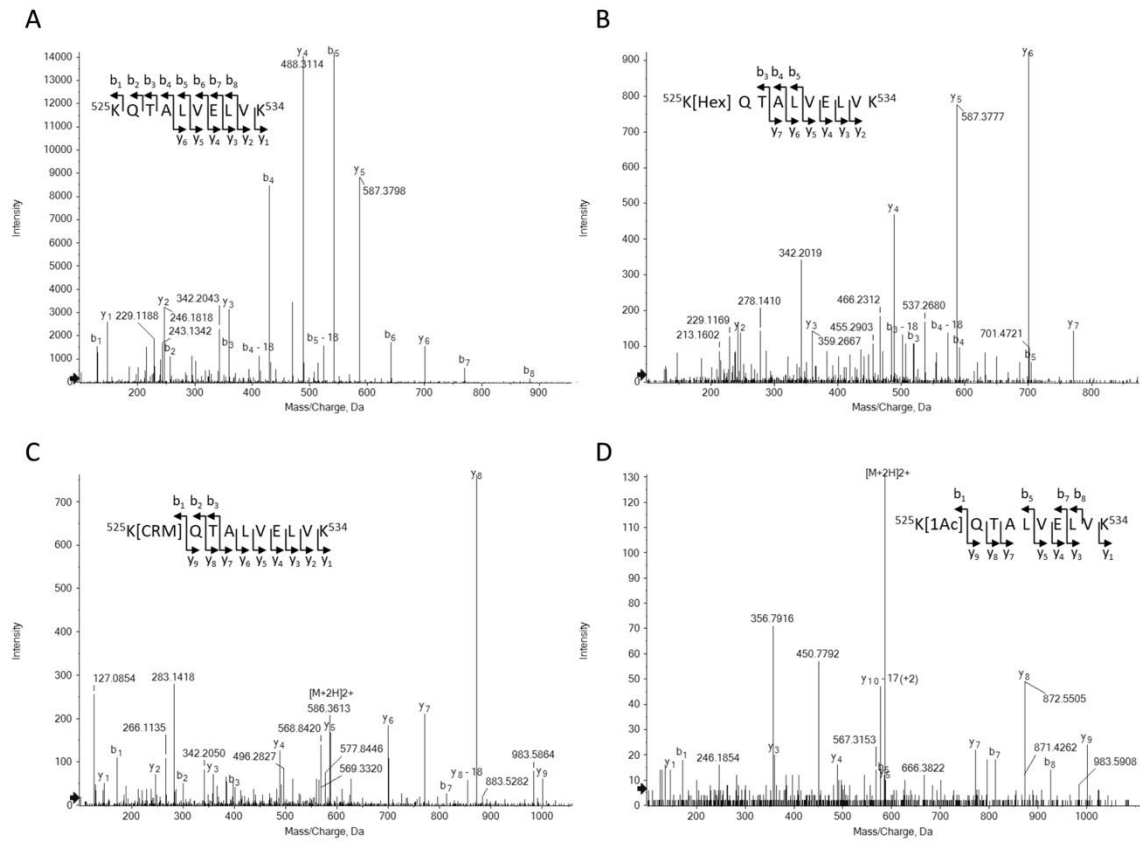 A
b1 b2 b3 b4 b5 b6 b7 b8
525K Q T A L V E L V K534
y6 y5 y4 y3 y2 y1
14000
13000
12000
11000
10000
9000
8000
7000
6000
5000
4000
3000
2000
1000
0
Intensity
y4
488.3114
b5
b4
y5
587.3798
y1
b1
y2
229.1188
246.1818
243.1342
b2
342.2043
y3
b3
b4 - 18
b5 - 18
b6
y6
b7
b8
200 300 400 500 600 700 800 900
Mass/Charge, Da
B
b3 b4 b5
525K[Hex] Q T A L V E L V K534
y7 y6 y5 y4 y3 y2
900
800
700
600
500
400
300
200
100
0
Intensity
y6
y5
587.3777
y4
342.2019
278.1410
229.1169
213.1602
y2
y3
359.2667
455.2903
466.2312
b3 - 18
b3
537.2680
b4 - 18
b4
701.4721
b5
y7
200 300 400 500 600 700 800
Mass/Charge, Da
C
b1 b2 b3
525K[CRM] Q T A L V E L V K534
y9 y8 y7 y6 y5 y4 y3 y2 y1
700
600
500
400
300
200
100
0
Intensity
y8
127.0854
283.1418
266.1135
b1
y1
y2
b2
342.2050
y3
b3
y4
496.2827
[M+2H]2+
586.3613
568.8420
y5
577.8446
569.3320
y6
y7
b7
y8 - 18
883.5282
983.5864
y9
200 300 400 500 600 700 800 900 1000
Mass/Charge, Da
D
b1 b5 b7 b8
525K[1Ac] Q T A L V E L V K534
y9 y8 y7 y5 y4 y3 y1
130
120
110
100
90
80
70
60
50
40
30
20
10
0
Intensity
[M+2H]2+
356.7916
450.7792
y10 - 17(+2)
y8
872.5505
567.3153
y1
b1
246.1854
y3
y4
b5
y5
666.3822
y7
b7
871.4262
b8
y9
983.5908
200 300 400 500 600 700 800 900 1000
Mass/Charge, Da